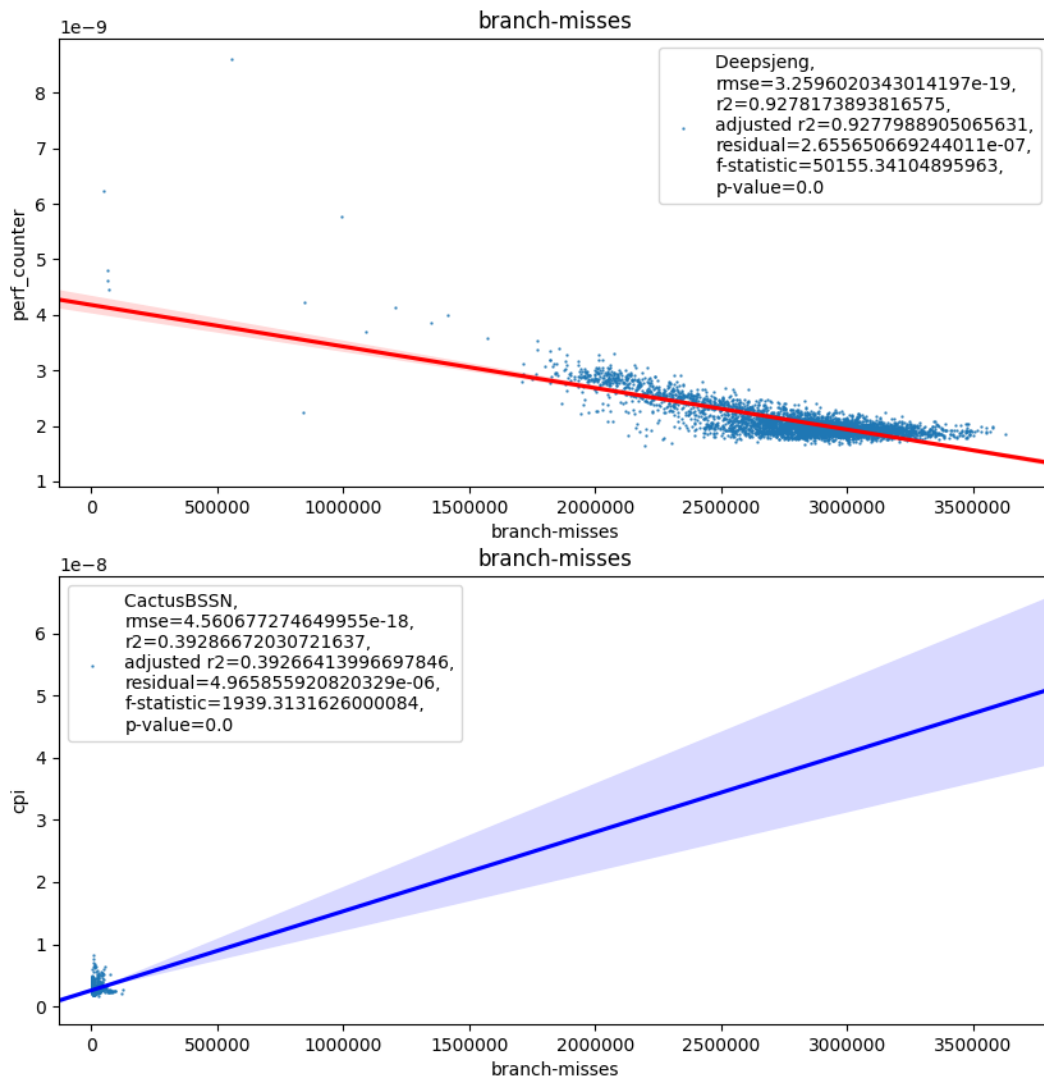 branch-misses
1e−9
Deepsjeng,
rmse=3.2596020343014197e-19,
r2=0.9278173893816575,
adjusted r2=0.9277988905065631,
residual=2.655650669244011e-07,
f-statistic=50155.34104895963,
p-value=0.0
8
7
6
5
4
3
2
1
perf_counter
0 500000 1000000 1500000 2000000 2500000 3000000 3500000
branch-misses
branch-misses
1e−8
CactusBSSN,
rmse=4.560677274649955e-18,
r2=0.39286672030721637,
adjusted r2=0.39266413996697846,
residual=4.965855920820329e-06,
f-statistic=1939.3131626000084,
p-value=0.0
6
5
4
3
2
1
0
cpi
0 500000 1000000 1500000 2000000 2500000 3000000 3500000
branch-misses